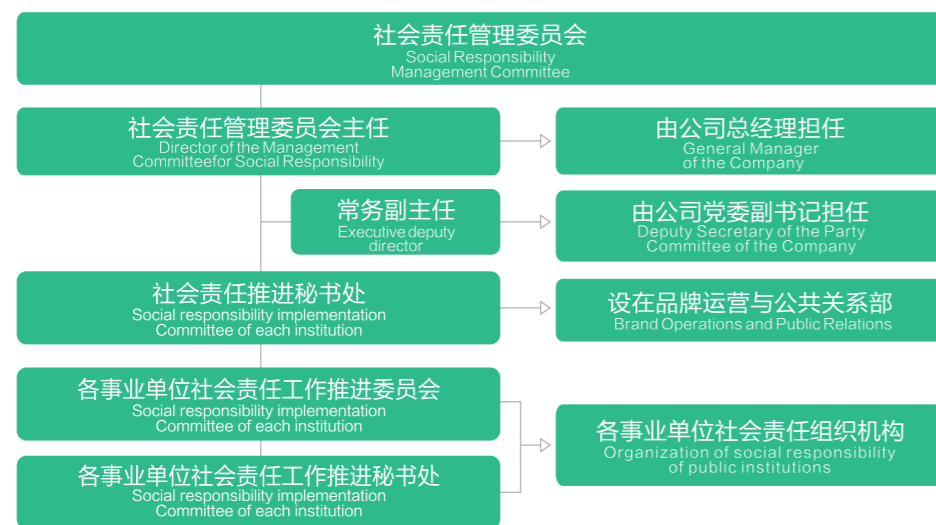 社会责任管理委员会
Social Responsibility
Management Committee
社会责任管理委员会主任
Director of the Management
Committeefor Social Responsibility
由公司总经理担任
General Manager
of the Company
常务副主任
Executive deputy
director
由公司党委副书记担任
Deputy Secretary of the Party
Committee of the Company
社会责任推进秘书处
Social responsibility implementation
Committee of each institution
设在品牌运营与公共关系部
Brand Operations and Public Relations
各事业单位社会责任工作推进委员会
Social responsibility implementation
Committee of each institution
各事业单位社会责任组织机构
Organization of social responsibility
of public institutions
各事业单位社会责任工作推进秘书处
Social responsibility implementation
Committee of each institution